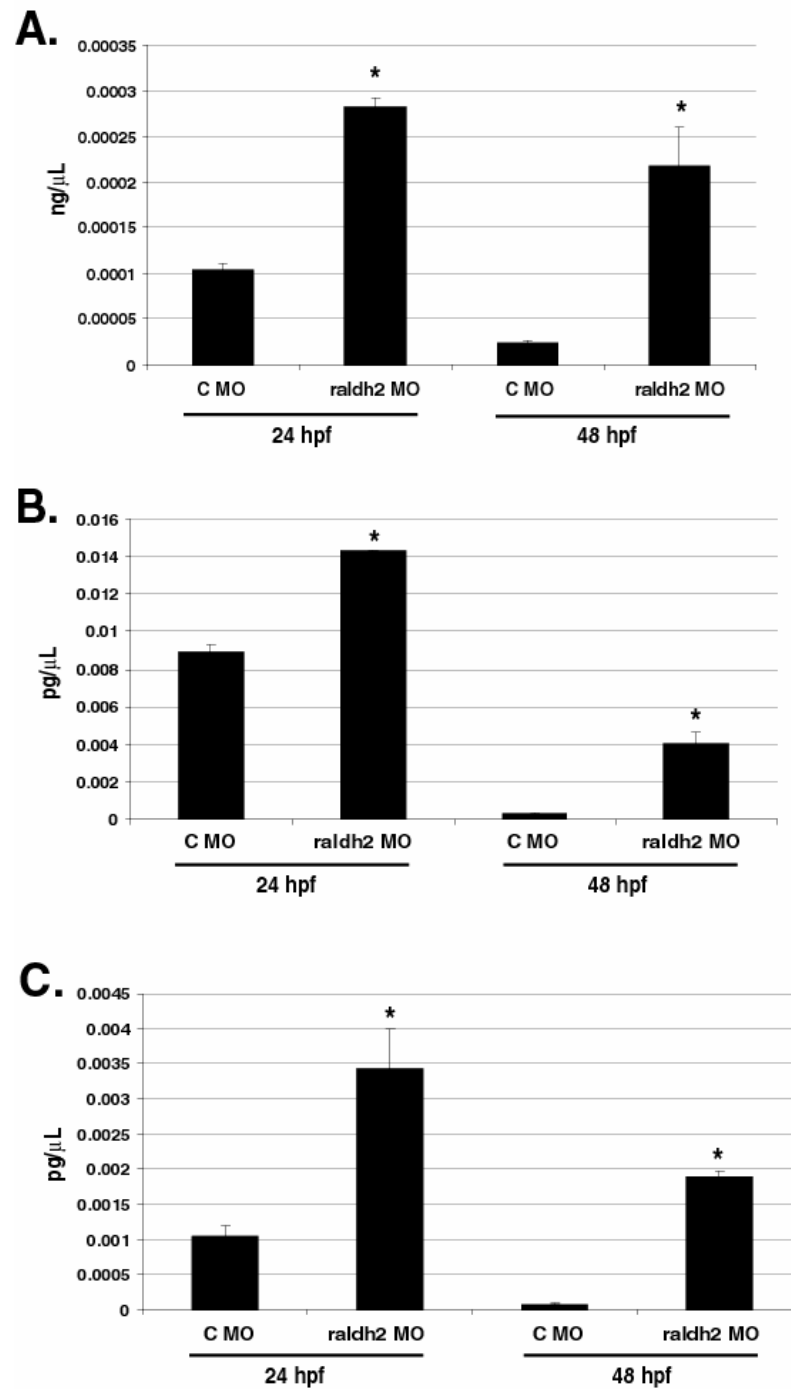 A.
0.00035
0.0003
0.00025
0.0002
0.00015
0.0001
0.00005
0
ng/µL
*
*
C MO raldh2 MO C MO raldh2 MO
24 hpf 48 hpf
B.
0.016
0.014
0.012
0.01
0.008
0.006
0.004
0.002
0
pg/µL
*
*
C MO raldh2 MO C MO raldh2 MO
24 hpf 48 hpf
C.
0.0045
0.004
0.0035
0.003
0.0025
0.002
0.0015
0.001
0.0005
0
pg/µL
*
*
C MO raldh2 MO C MO raldh2 MO
24 hpf 48 hpf